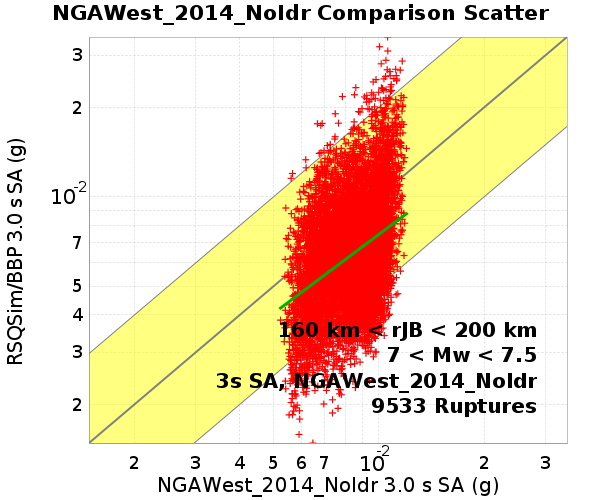 NGAWest_2014_NoIdr Comparison Scatter
RSQSim/BBP 3.0 s SA (g)
3
2
10-2
7
5
4
3
2
160 km < rJB < 200 km
7 < Mw < 7.5
3s SA, NGAWest_2014_NoIdr
9533 Ruptures
2 3 4 5 6 7 10-2 2 3
NGAWest_2014_NoIdr 3.0 s SA (g)